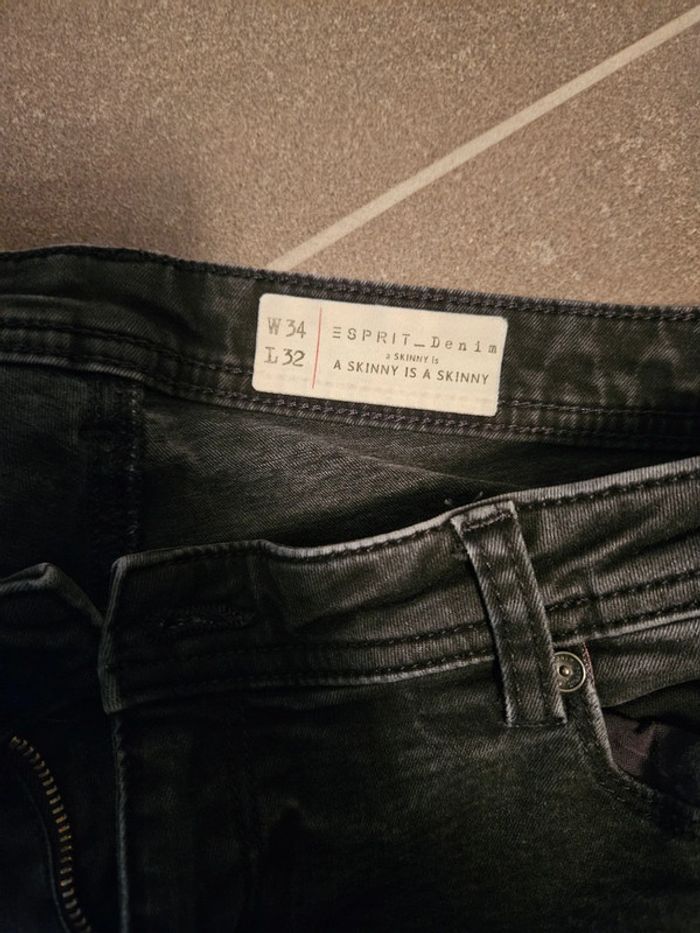 W 34
L 32
ESPRIT_Denim
a SKINNY is
A SKINNY IS A SKINNY